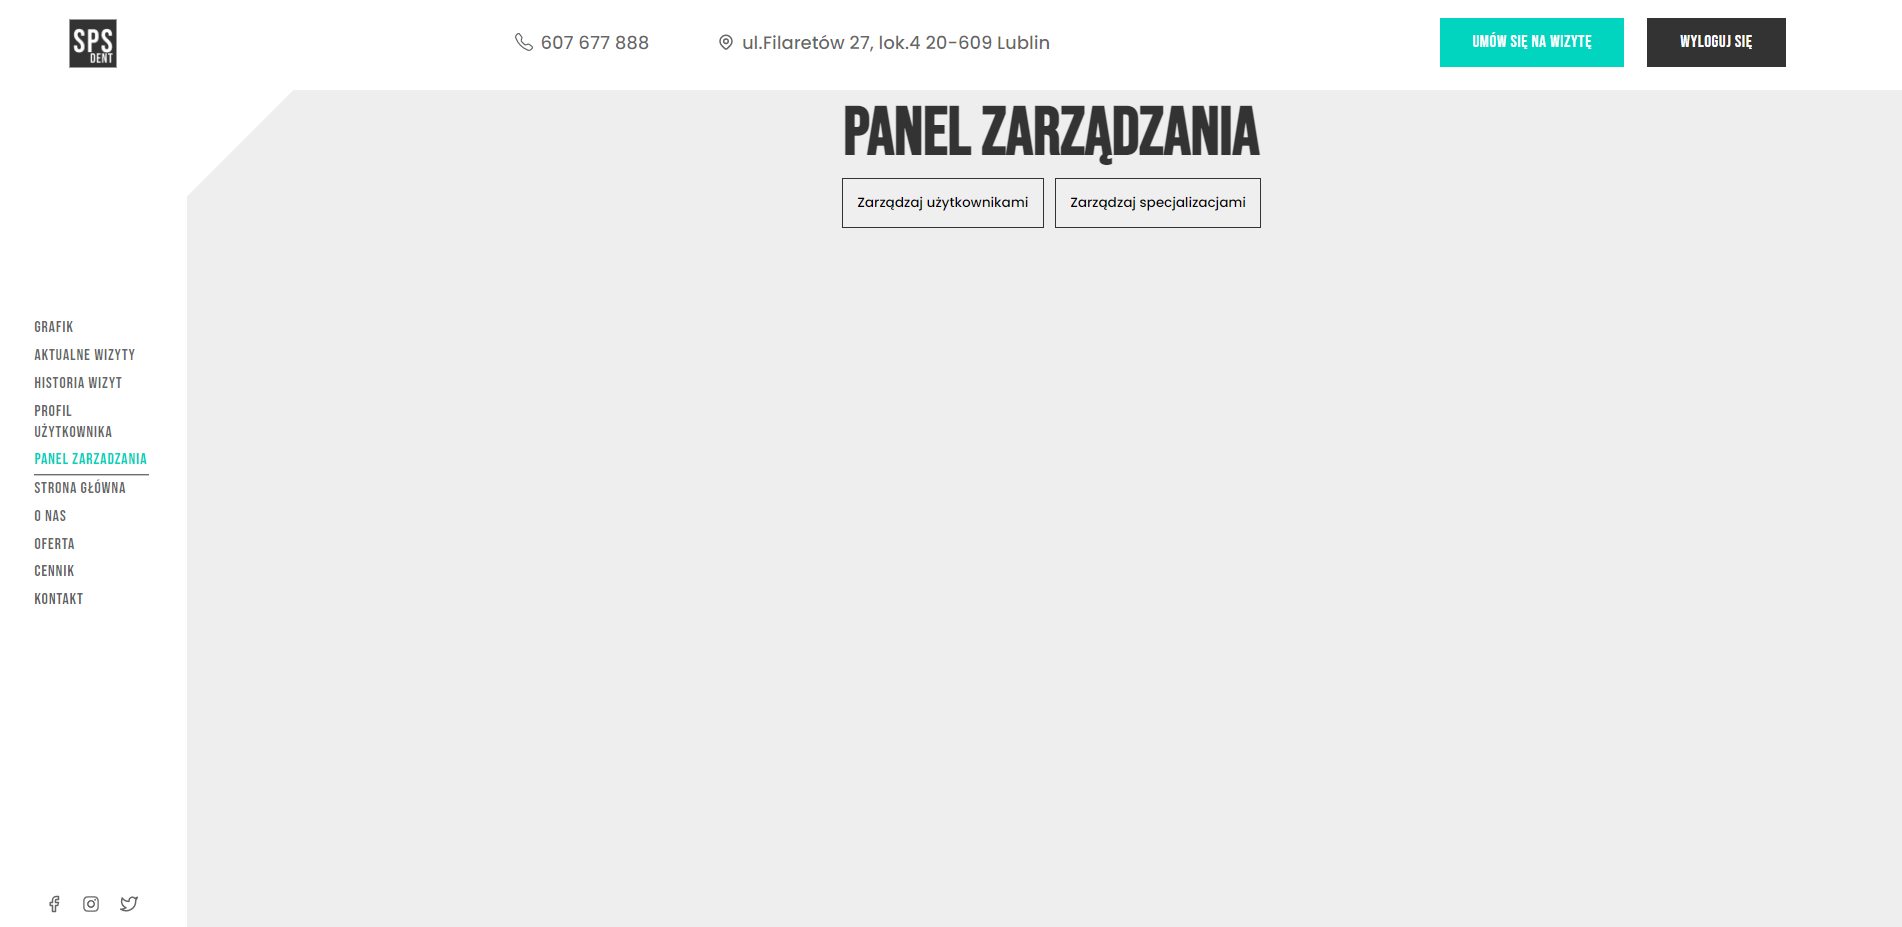 SPS
DENT
607 677 888
ul.Filaretów 27, lok.4 20-609 Lublin
UMÓW SIĘ NA WIZYTĘ
WYLOGUJ SIĘ
PANEL ZARZĄDZANIA
Zarządzaj użytkownikami
Zarządzaj specjalizacjami
GRAFIK
AKTUALNE WIZYTY
HISTORIA WIZYT
PROFIL
UŻYTKOWNIKA
PANEL ZARZADZANIA
STRONA GŁÓWNA
O NAS
OFERTA
CENNIK
KONTAKT